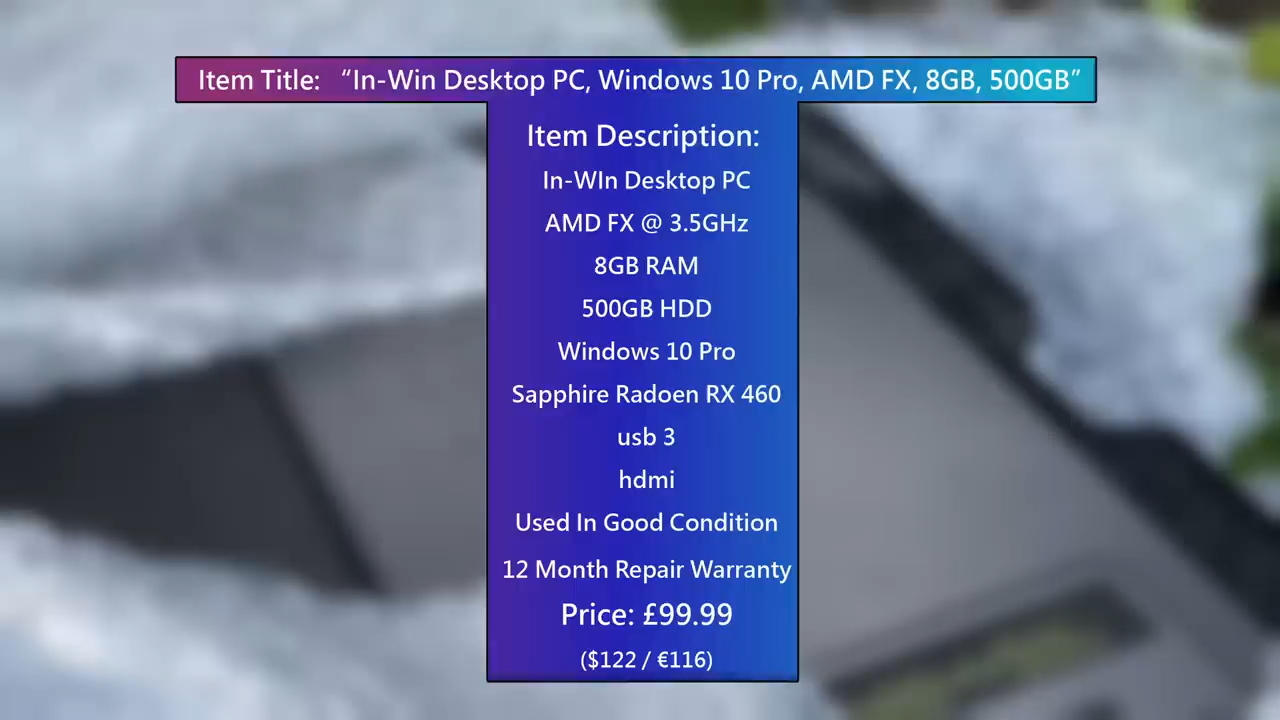 Item Title: “In-Win Desktop PC, Windows 10 Pro, AMD FX, 8GB, 500GB”
Item Description:
In-WIn Desktop PC
AMD FX @ 3.5GHz
8GB RAM
500GB HDD
Windows 10 Pro
Sapphire Radoen RX 460
usb 3
hdmi
Used In Good Condition
12 Month Repair Warranty
Price: £99.99
($122 / €116)